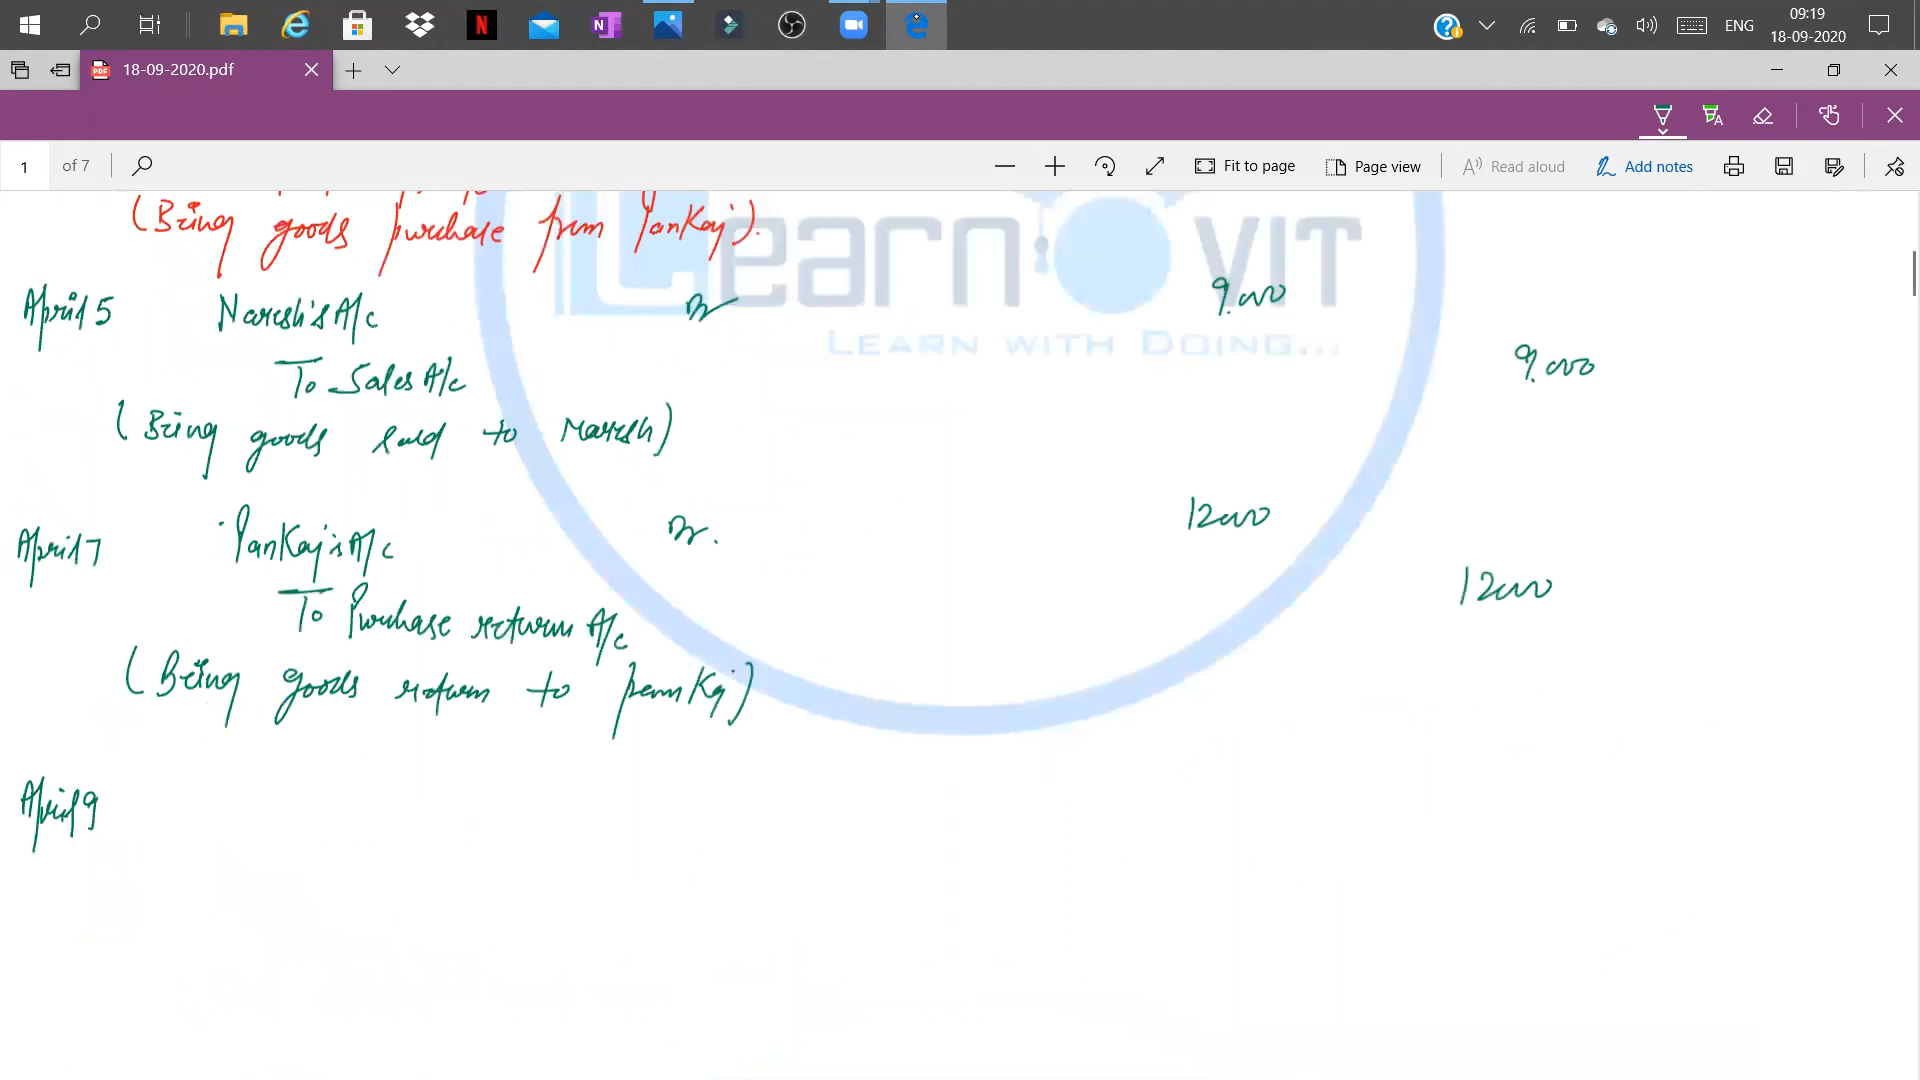 09:19
ENG
18-09-2020
18-09-2020.pdf
1 of 7
Fit to page
Page view
Read aloud
Add notes
(Being goods purchase from Pankaj).
Learn VIT
LEARN WITH DOING...
April 5 Naresh's A/c Dr 9,000
To Sales A/c 9,000
(Being goods sold to Naresh)
April 7 Pankaj's A/c Dr. 12000
To Purchase return A/c 12000
(Being goods return to pankaj)
April 9